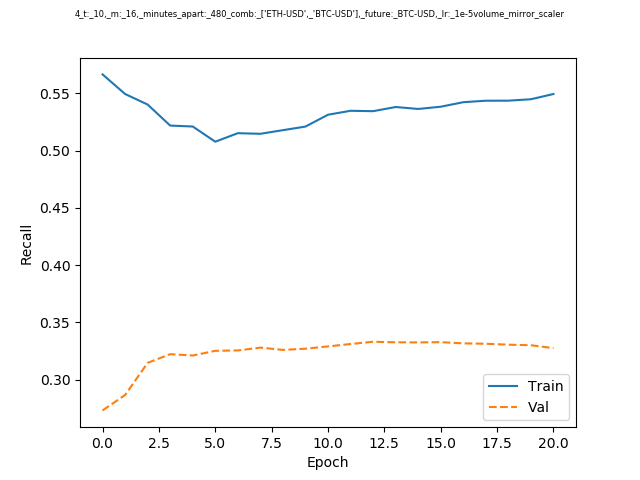 4_t:_10,_m:_16,_minutes_apart:_480_comb:_['ETH-USD',_'BTC-USD'],_future:_BTC-USD,_lr:_1e-5volume_mirror_scaler
0.55
0.50
0.45
0.40
0.35
0.30
Recall
Train
Val
0.0 2.5 5.0 7.5 10.0 12.5 15.0 17.5 20.0
Epoch